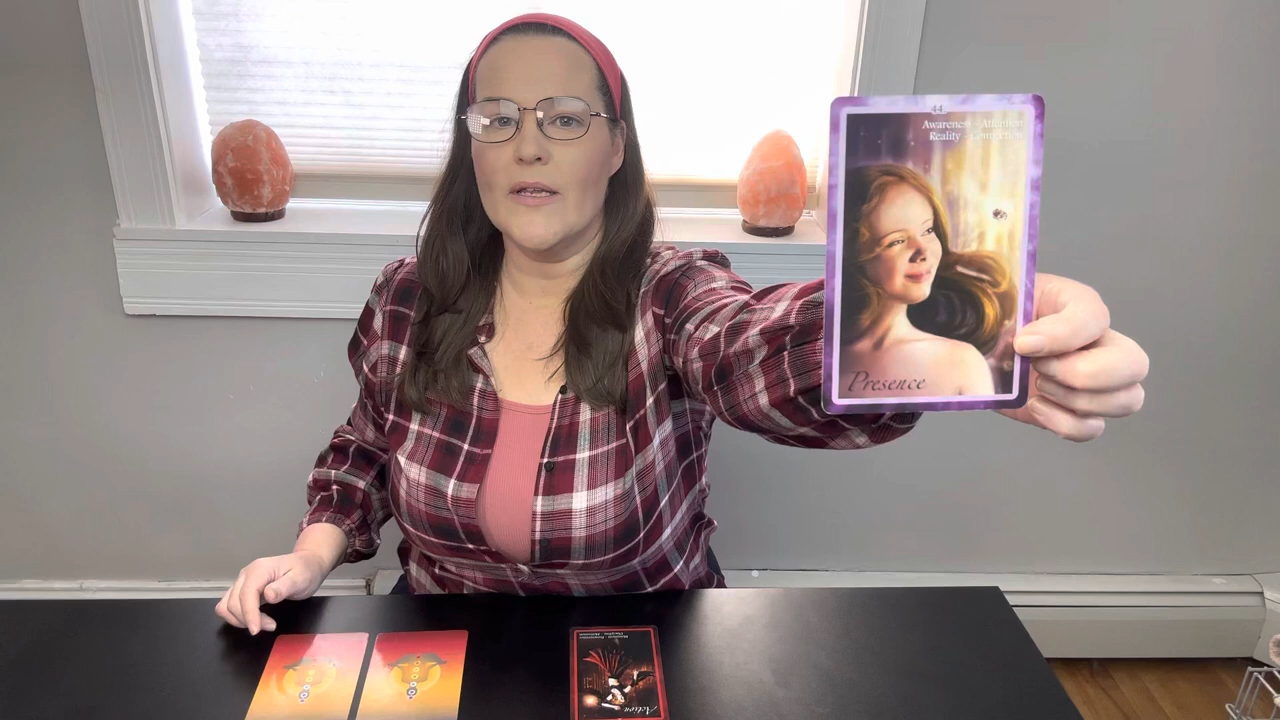 44
Awareness - Attention
Reality - Connection
Presence
Action